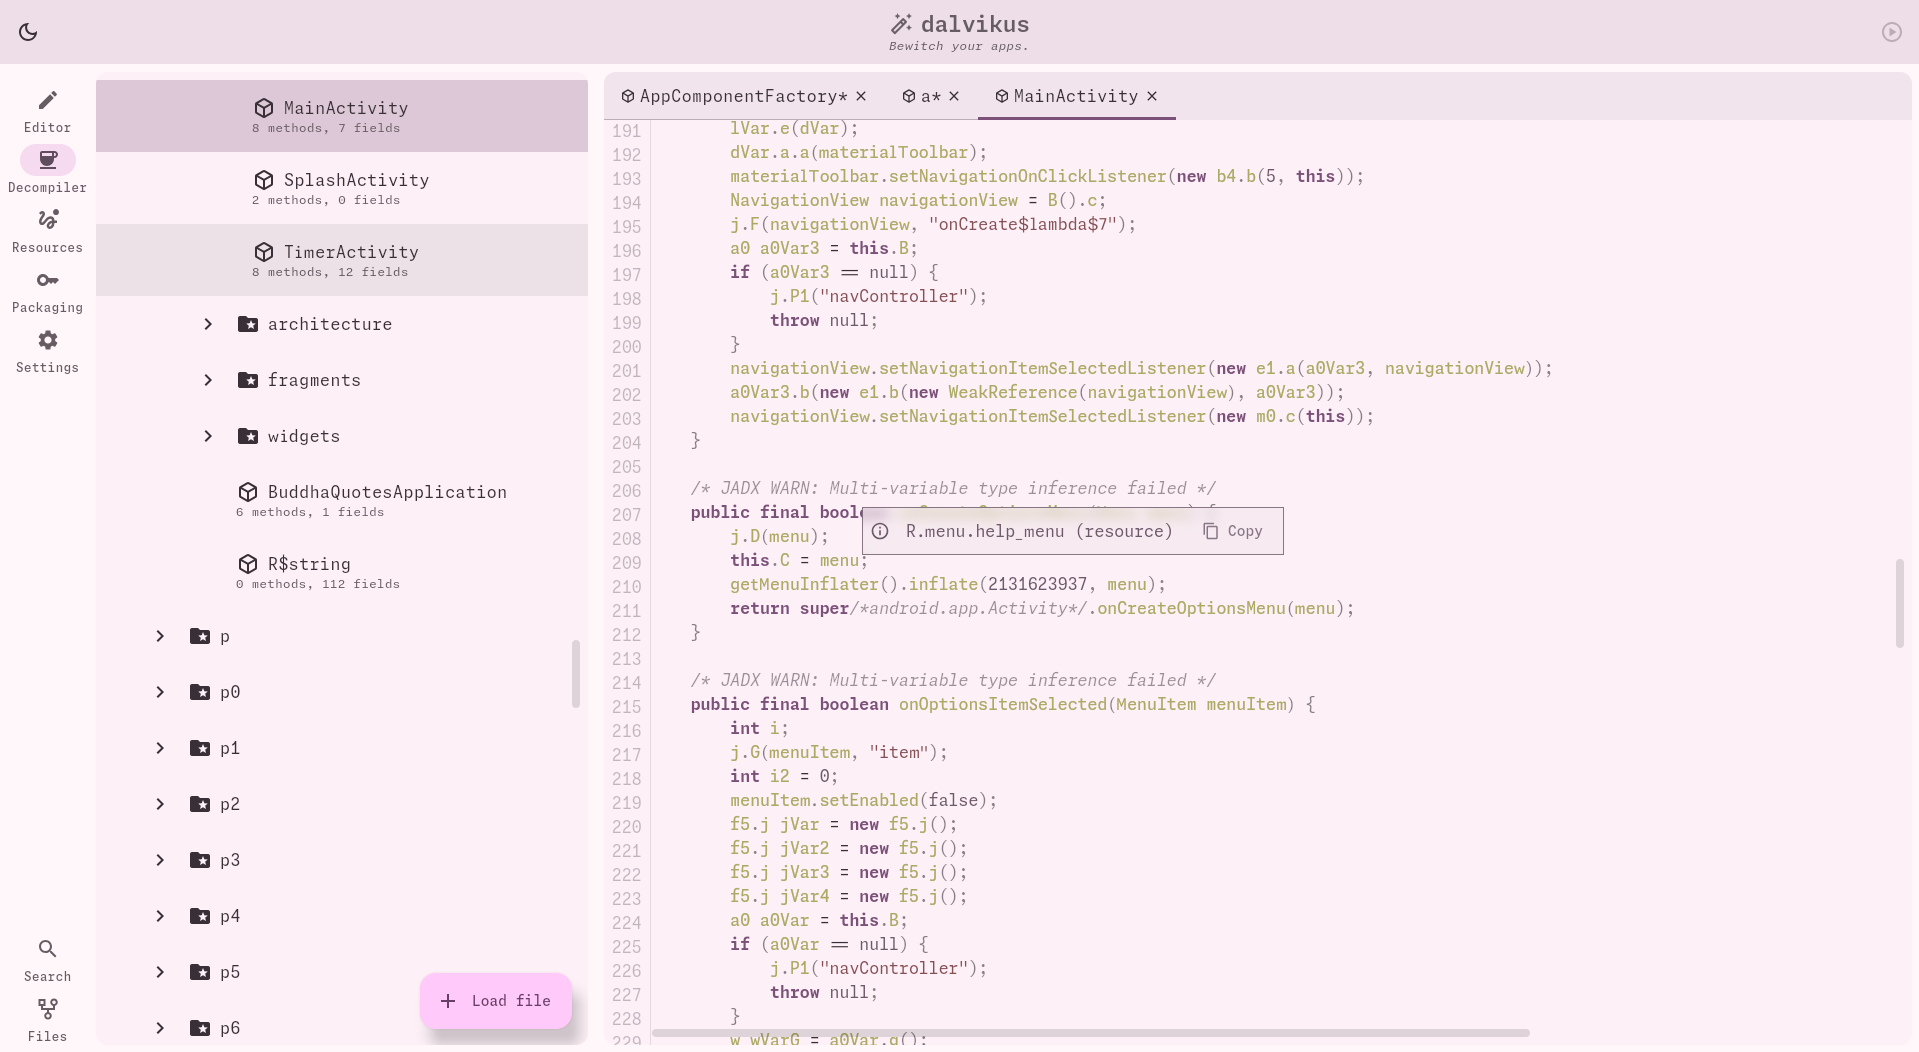 dalvikus
Bewitch your apps.
Editor
Decompiler
Resources
Packaging
Settings
Search
Files
MainActivity
8 methods, 7 fields
SplashActivity
2 methods, 0 fields
TimerActivity
8 methods, 12 fields
architecture
fragments
widgets
BuddhaQuotesApplication
6 methods, 1 fields
R$string
0 methods, 112 fields
p
p0
p1
p2
p3
p4
p5
p6
Load file
AppComponentFactory*
a*
MainActivity
191 lVar.e(dVar);
192 dVar.a.a(materialToolbar);
193 materialToolbar.setNavigationOnClickListener(new b4.b(5, this));
194 NavigationView navigationView = B().c;
195 j.F(navigationView, "onCreate$lambda$7");
196 a0 a0Var3 = this.B;
197 if (a0Var3 == null) {
198 j.P1("navController");
199 throw null;
200 }
201 navigationView.setNavigationItemSelectedListener(new e1.a(a0Var3, navigationView));
202 a0Var3.b(new e1.b(new WeakReference(navigationView), a0Var3));
203 navigationView.setNavigationItemSelectedListener(new m0.c(this));
204 }
205
206 /* JADX WARN: Multi-variable type inference failed */
207 public final boolean
R.menu.help_menu (resource) Copy
208 j.D(menu);
209 this.C = menu;
210 getMenuInflater().inflate(2131623937, menu);
211 return super/*android.app.Activity*/.onCreateOptionsMenu(menu);
212 }
213
214 /* JADX WARN: Multi-variable type inference failed */
215 public final boolean onOptionsItemSelected(MenuItem menuItem) {
216 int i;
217 j.G(menuItem, "item");
218 int i2 = 0;
219 menuItem.setEnabled(false);
220 f5.j jVar = new f5.j();
221 f5.j jVar2 = new f5.j();
222 f5.j jVar3 = new f5.j();
223 f5.j jVar4 = new f5.j();
224 a0 a0Var = this.B;
225 if (a0Var == null) {
226 j.P1("navController");
227 throw null;
228 }
229 w wVarG = a0Var.g();